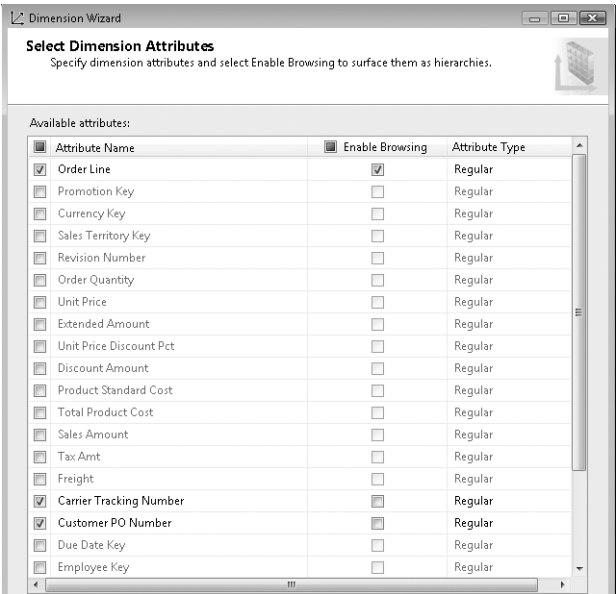 Dimension Wizard
Select Dimension Attributes
Specify dimension attributes and select Enable Browsing to surface them as hierarchies.
Available attributes:
Attribute Name Enable Browsing Attribute Type
Order Line Regular
Promotion Key Regular
Currency Key Regular
Sales Territory Key Regular
Revision Number Regular
Order Quantity Regular
Unit Price Regular
Extended Amount Regular
Unit Price Discount Pct Regular
Discount Amount Regular
Product Standard Cost Regular
Total Product Cost Regular
Sales Amount Regular
Tax Amt Regular
Freight Regular
Carrier Tracking Number Regular
Customer PO Number Regular
Due Date Key Regular
Employee Key Regular